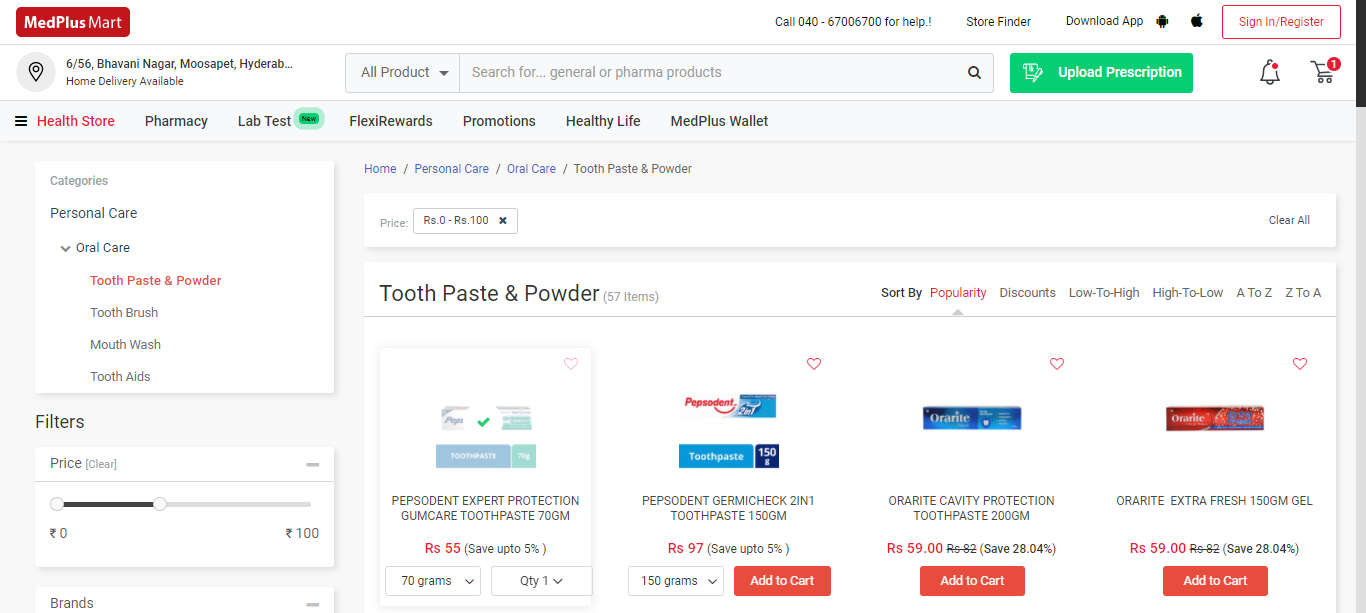 MedPlus Mart
Call 040 - 67006700 for help.!
Store Finder
Download App
Sign In/Register
6/56, Bhavani Nagar, Moosapet, Hyderab...
Home Delivery Available
All Product
Search for... general or pharma products
Upload Prescription
1
Health Store
Pharmacy
Lab Test
New
FlexiRewards
Promotions
Healthy Life
MedPlus Wallet
Categories
Personal Care
Oral Care
Tooth Paste & Powder
Tooth Brush
Mouth Wash
Tooth Aids
Filters
Price [Clear]
₹ 0
₹ 100
Brands
Home / Personal Care / Oral Care / Tooth Paste & Powder
Price:
Rs.0 - Rs.100
Clear All
Tooth Paste & Powder (57 Items)
Sort By Popularity Discounts Low-To-High High-To-Low A To Z Z To A
Peps
TOOTHPASTE 70g
PEPSODENT EXPERT PROTECTION
GUMCARE TOOTHPASTE 70GM
Rs 55 (Save upto 5% )
70 grams
Qty 1
Pepsodent
2in1
Toothpaste 150 g
PEPSODENT GERMICHECK 2IN1
TOOTHPASTE 150GM
Rs 97 (Save upto 5% )
150 grams
Add to Cart
Orarite
ORARITE CAVITY PROTECTION
TOOTHPASTE 200GM
Rs 59.00 Rs 82 (Save 28.04%)
Add to Cart
Orarite
ORARITE EXTRA FRESH 150GM GEL
Rs 59.00 Rs 82 (Save 28.04%)
Add to Cart